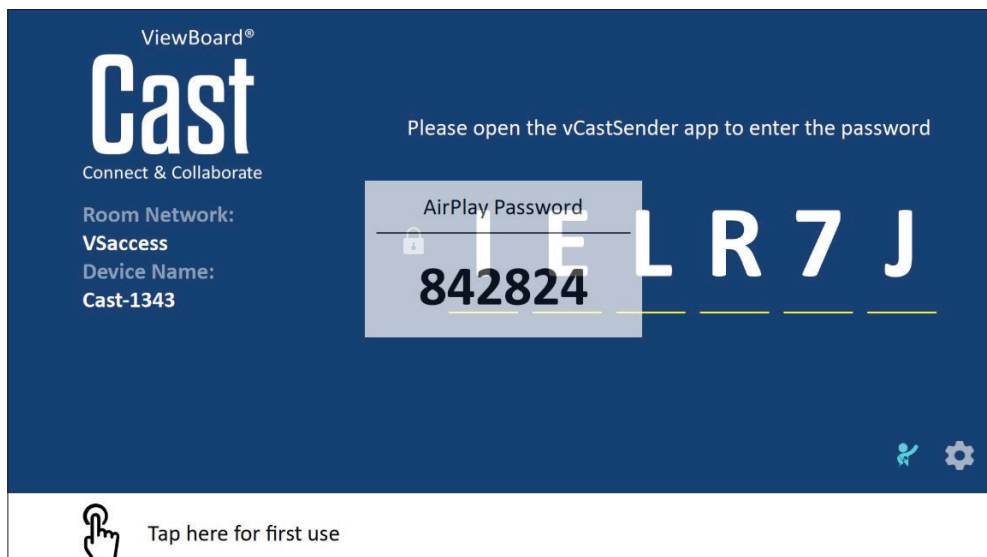 ViewBoard®
Cast
Connect & Collaborate
Room Network:
VSaccess
Device Name:
Cast-1343
Please open the vCastSender app to enter the password
I E L R 7 J
AirPlay Password
842824
Tap here for first use